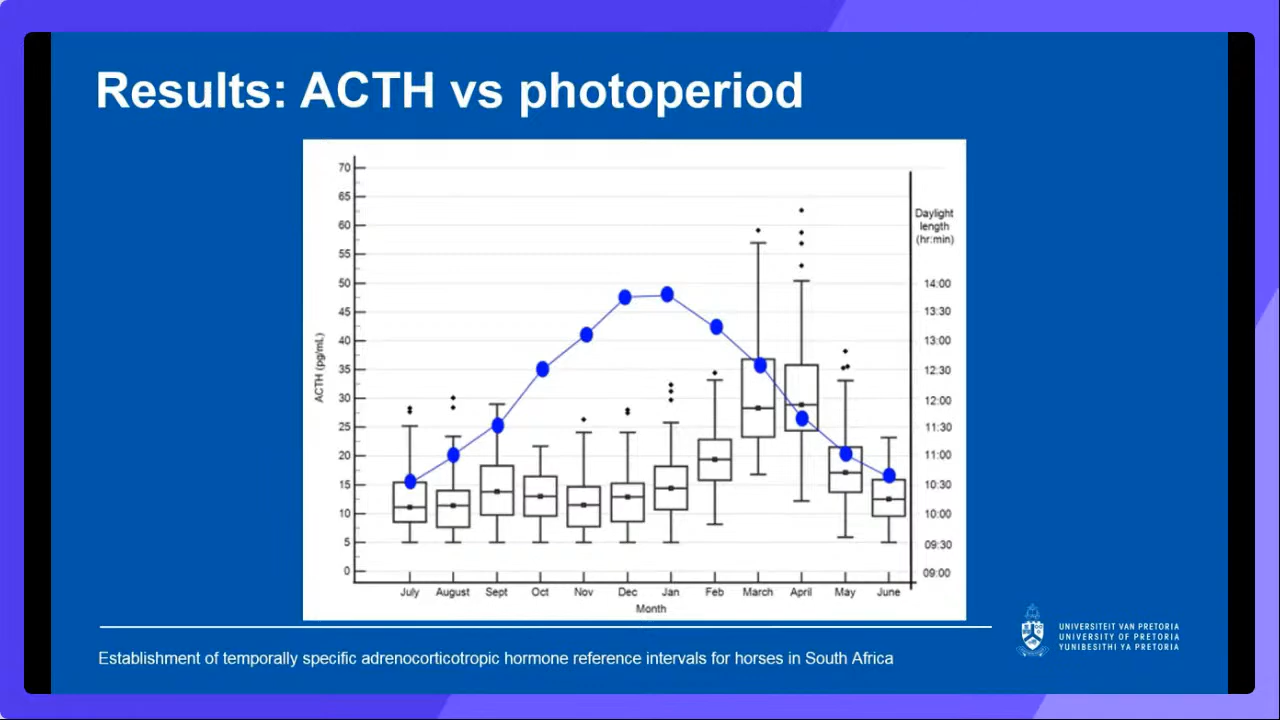 Results: ACTH vs photoperiod
70
65
60
55
50
45
40
35
30
25
20
15
10
5
0
ACTH (pg/mL)
Daylight
length
(hr:min)
14:00
13:30
13:00
12:30
12:00
11:30
11:00
10:30
10:00
09:30
09:00
July August Sept Oct Nov Dec Jan Feb March April May June
Month
UNIVERSITEIT VAN PRETORIA
UNIVERSITY OF PRETORIA
YUNIBESITHI YA PRETORIA
Establishment of temporally specific adrenocorticotropic hormone reference intervals for horses in South Africa